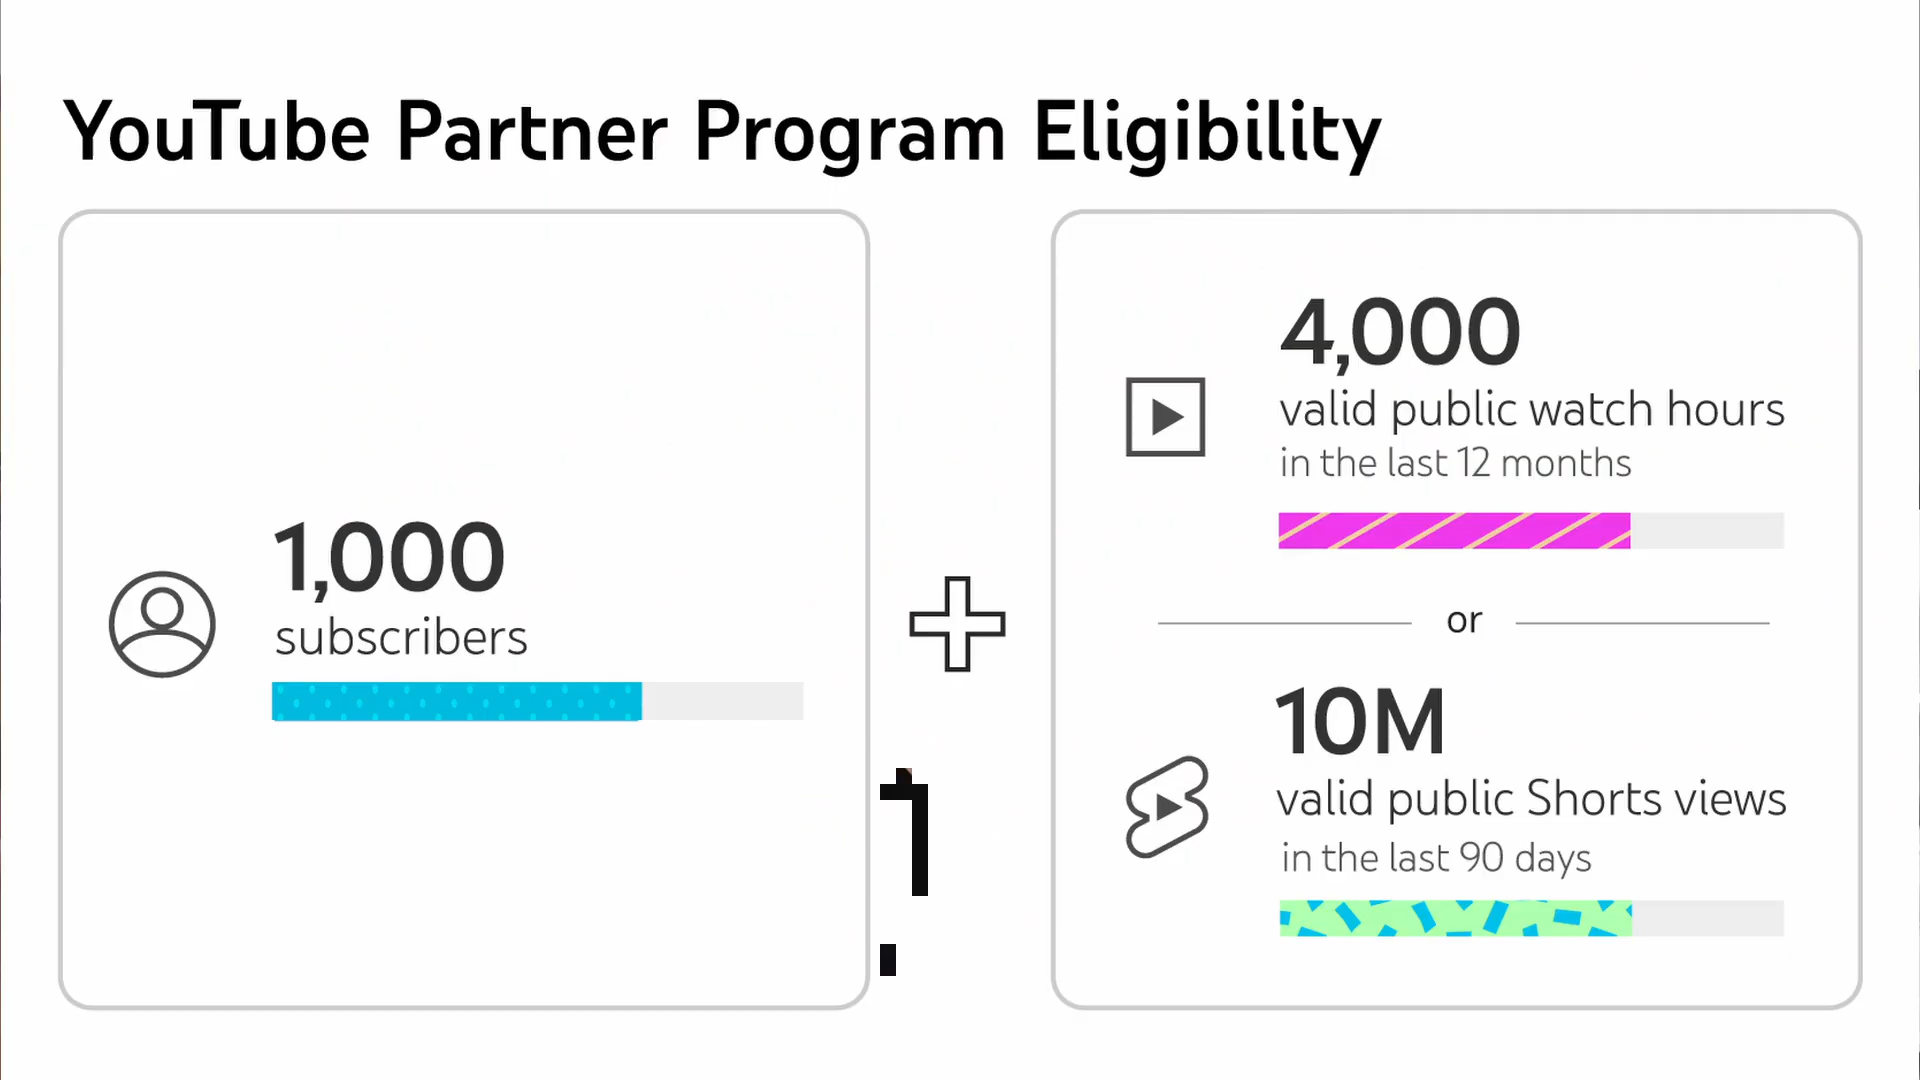 YouTube Partner Program Eligibility
1,000
subscribers
4,000
valid public watch hours
in the last 12 months
or
10M
valid public Shorts views
in the last 90 days